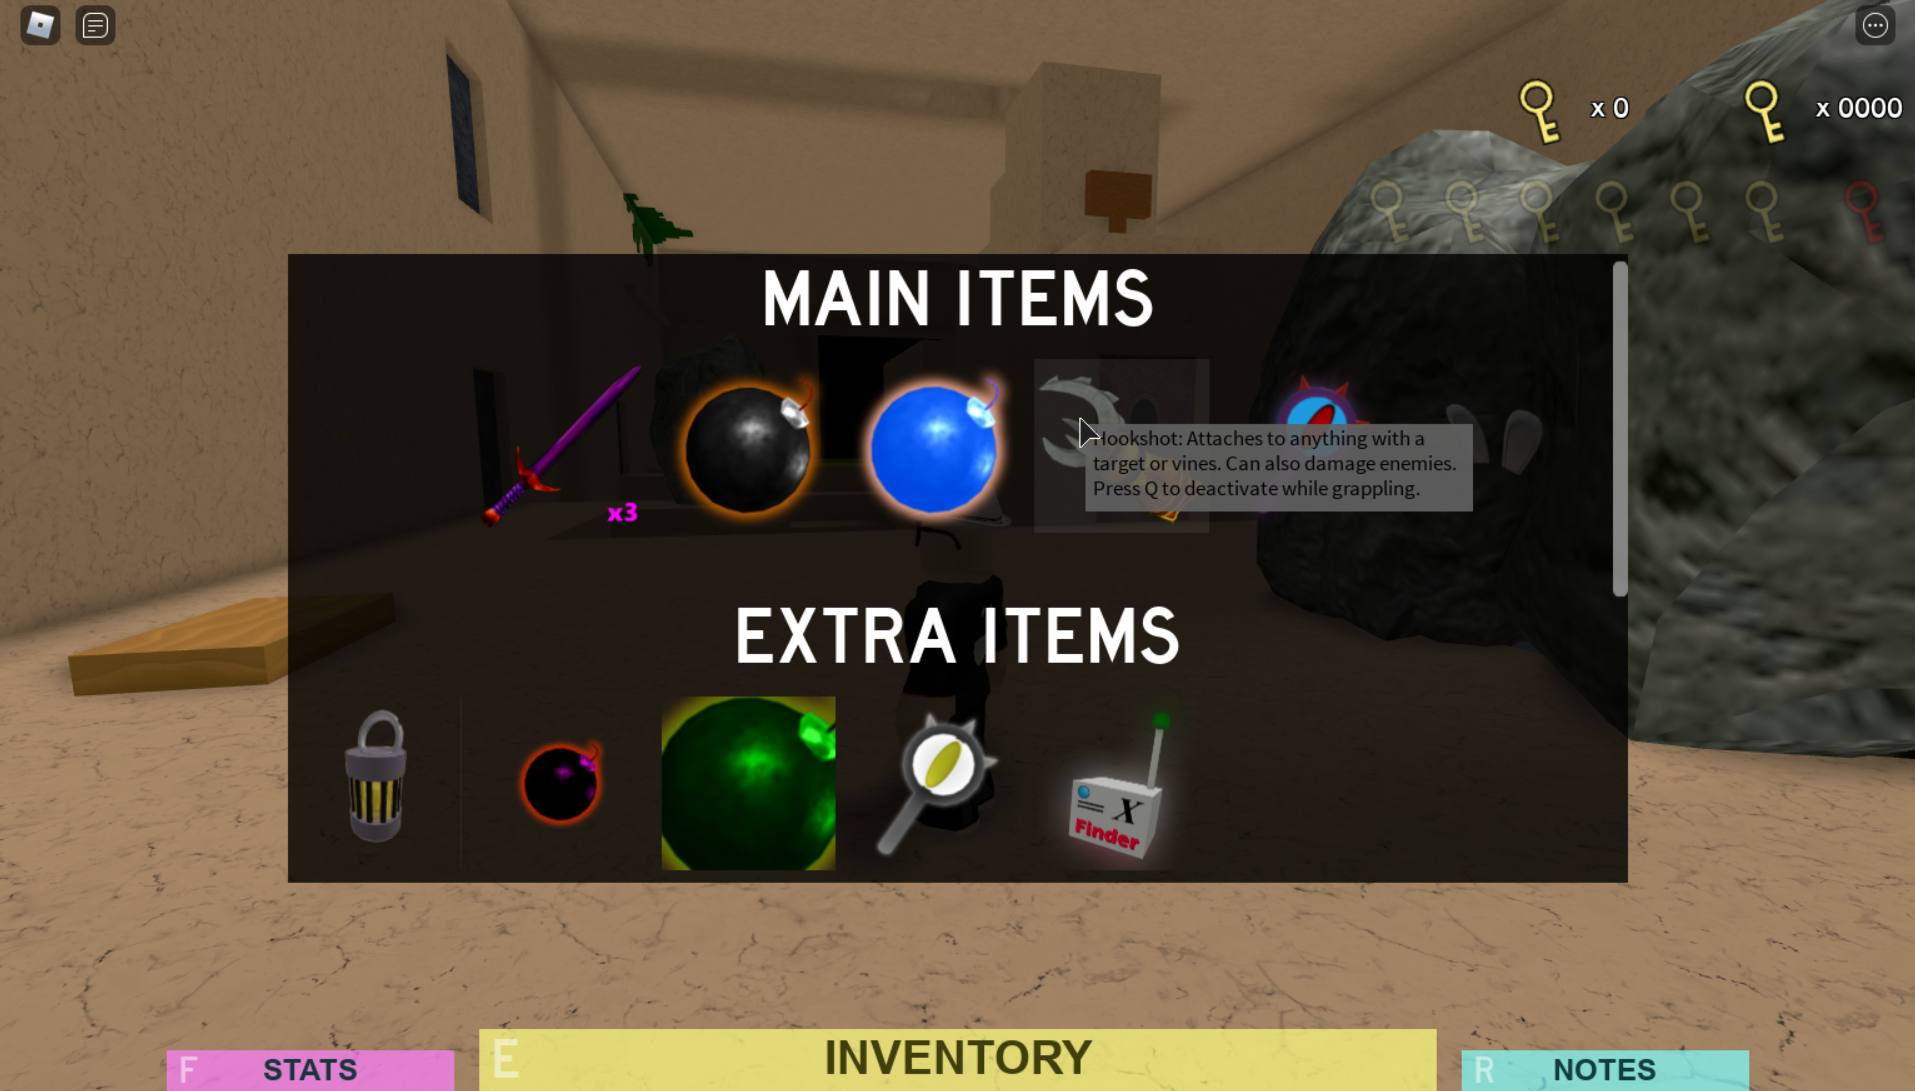 x 0
x 0000
MAIN ITEMS
x3
Hookshot: Attaches to anything with a
target or vines. Can also damage enemies.
Press Q to deactivate while grappling.
EXTRA ITEMS
X
Finder
F STATS
E INVENTORY
R NOTES